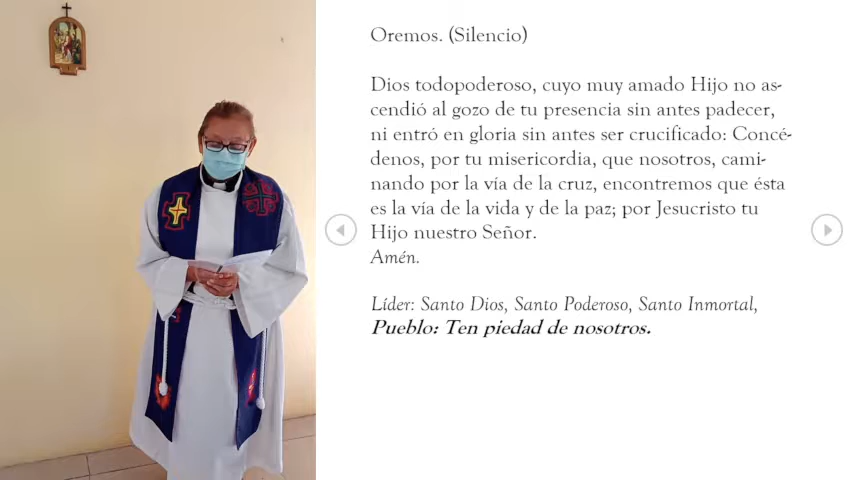 Oremos. (Silencio)
Dios todopoderoso, cuyo muy amado Hijo no as-
cendió al gozo de tu presencia sin antes padecer,
ni entró en gloria sin antes ser crucificado: Concé-
denos, por tu misericordia, que nosotros, cami-
nando por la vía de la cruz, encontremos que ésta
es la vía de la vida y de la paz; por Jesucristo tu
Hijo nuestro Señor.
Amén.
Líder: Santo Dios, Santo Poderoso, Santo Inmortal,
Pueblo: Ten piedad de nosotros.